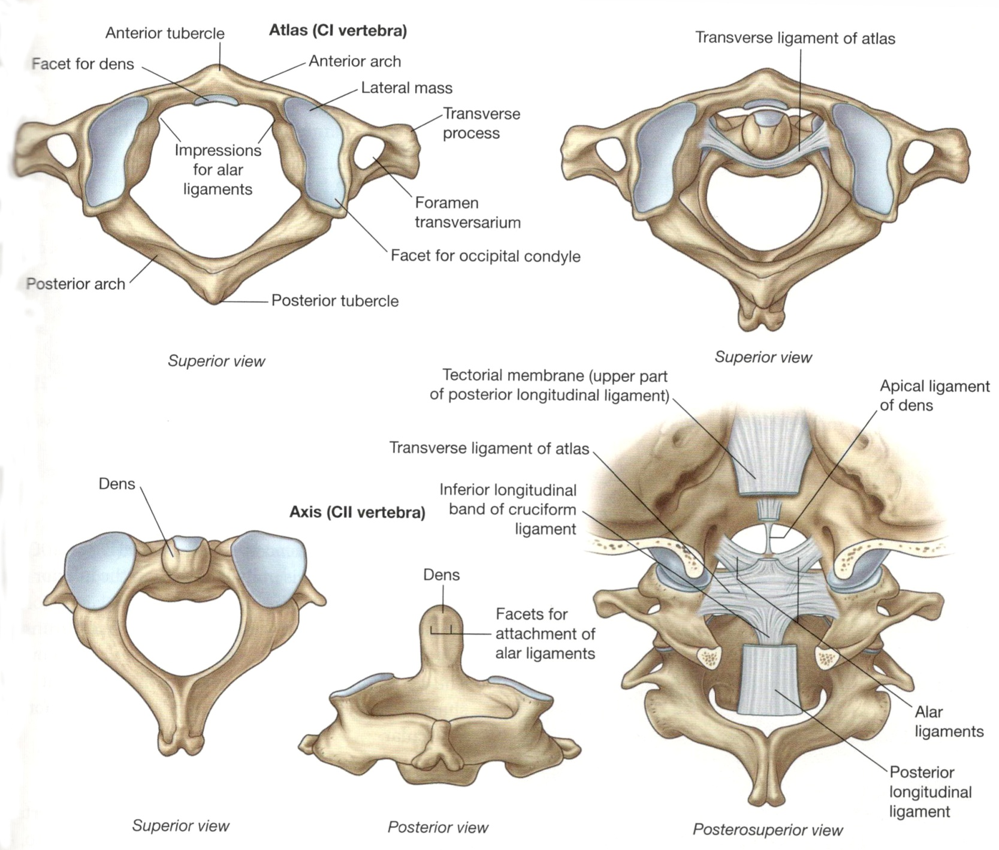 Anterior tubercle
Atlas (CI vertebra)
Facet for dens
Anterior arch
Lateral mass
Transverse
process
Impressions
for alar
ligaments
Foramen
transversarium
Facet for occipital condyle
Posterior arch
Posterior tubercle
Superior view
Transverse ligament of atlas
Superior view
Tectorial membrane (upper part
of posterior longitudinal ligament)
Apical ligament
of dens
Transverse ligament of atlas
Inferior longitudinal
band of cruciform
ligament
Dens
Axis (CII vertebra)
Dens
Facets for
attachment of
alar ligaments
Alar
ligaments
Posterior
longitudinal
ligament
Superior view
Posterior view
Posterosuperior view